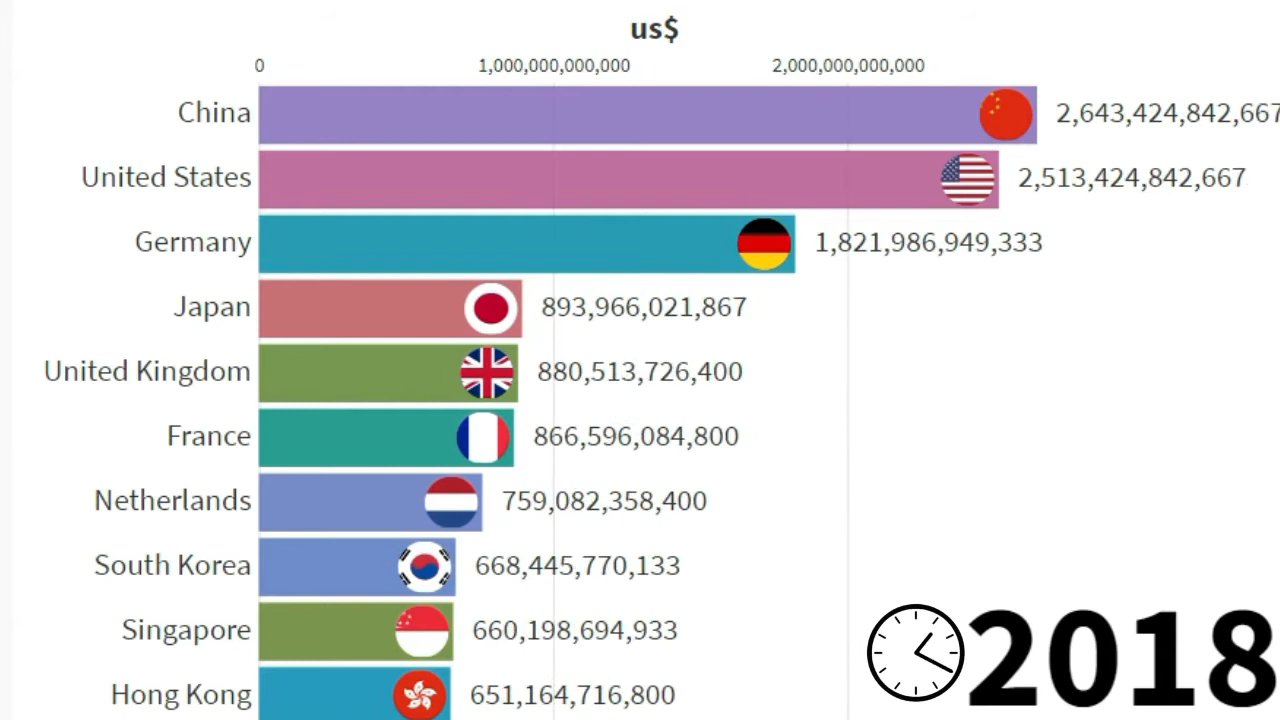 us$
0 1,000,000,000,000 2,000,000,000,000
China 2,643,424,842,667
United States 2,513,424,842,667
Germany 1,821,986,949,333
Japan 893,966,021,867
United Kingdom 880,513,726,400
France 866,596,084,800
Netherlands 759,082,358,400
South Korea 668,445,770,133
Singapore 660,198,694,933
Hong Kong 651,164,716,800
2018